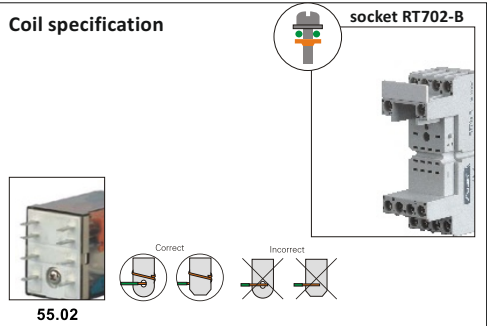 Coil specification
socket RT702-B
Correct
Incorrect
55.02